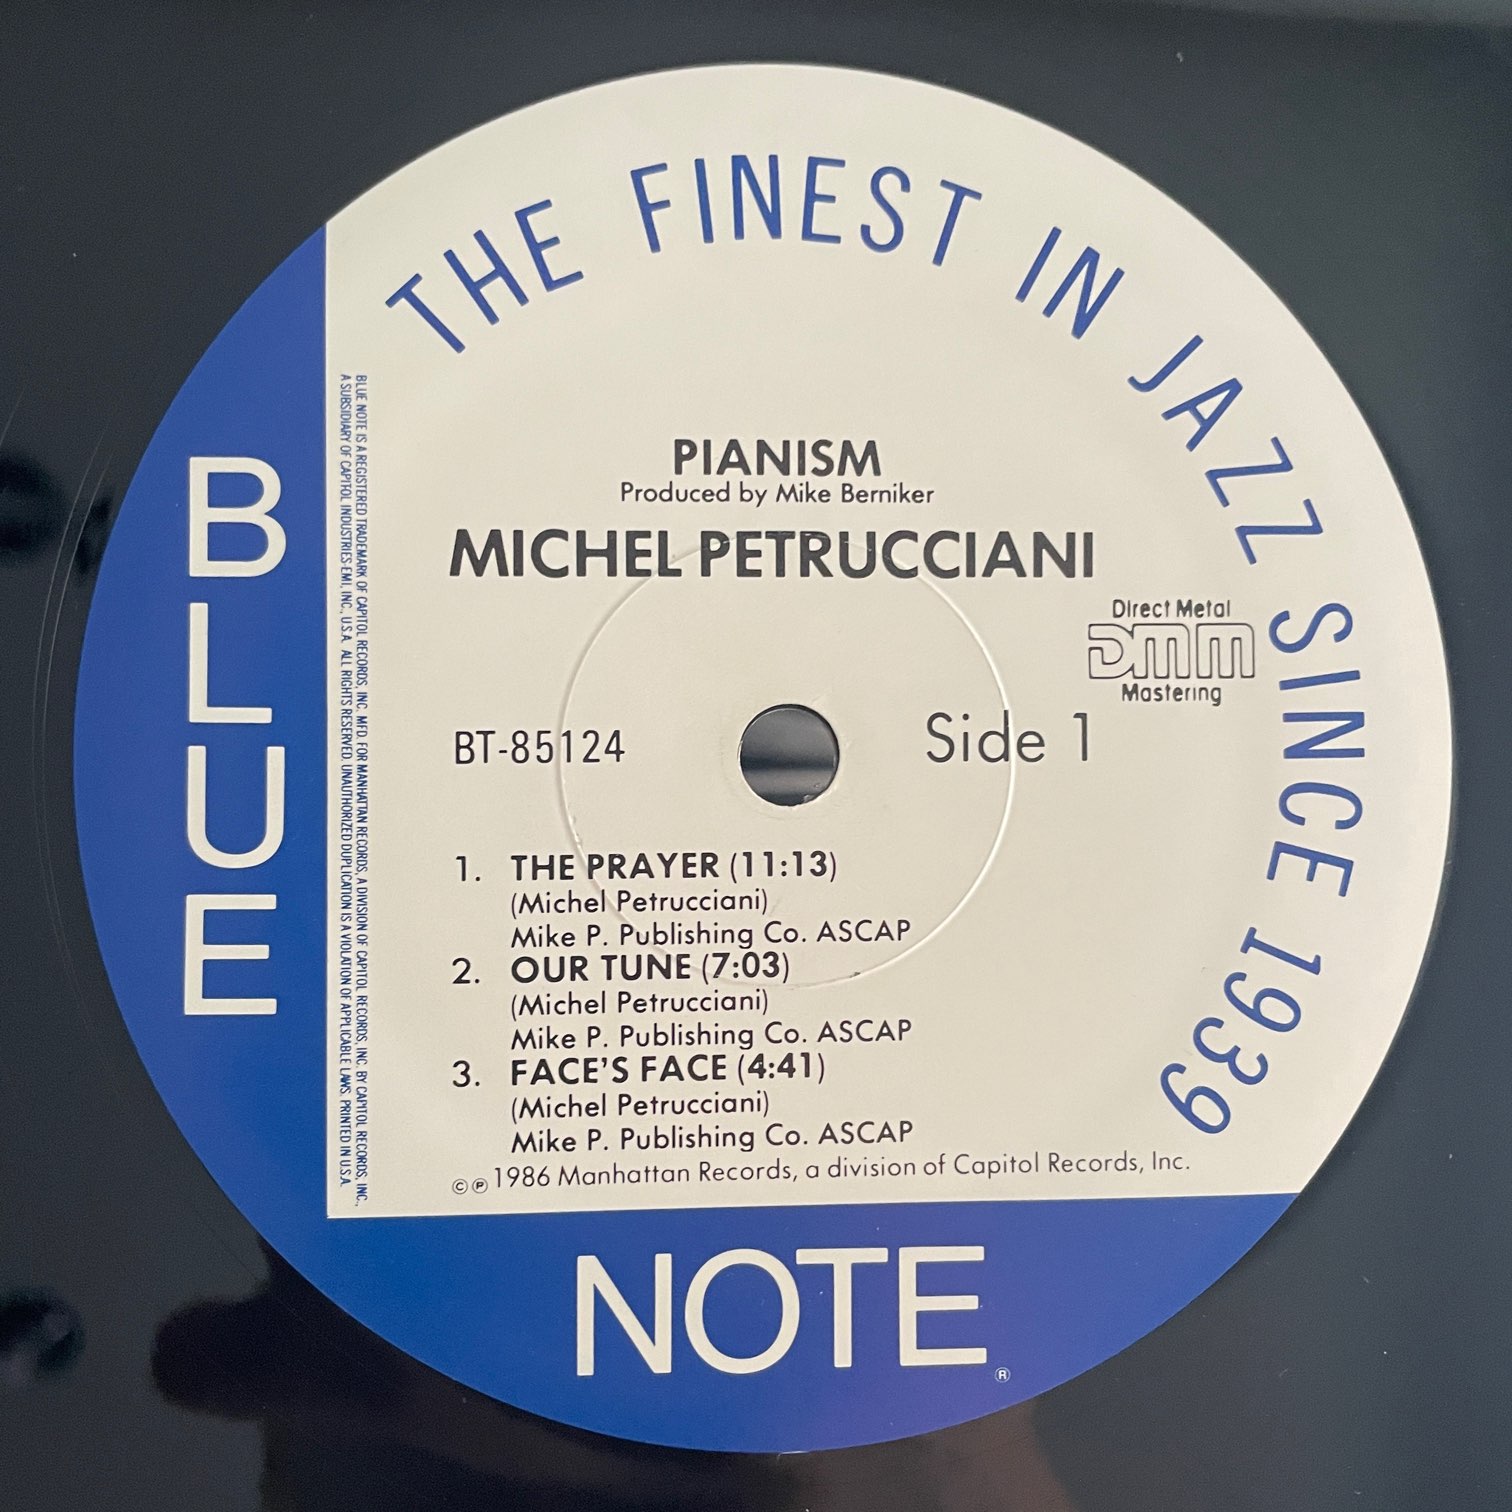 THE FINEST IN JAZZ SINCE 1939
PIANISM
Produced by Mike Berniker
MICHEL PETRUCCIANI
Direct Metal
DMM
Mastering
BT-85124
Side 1
1. THE PRAYER (11:13)
(Michel Petrucciani)
Mike P. Publishing Co. ASCAP
2. OUR TUNE (7:03)
(Michel Petrucciani)
Mike P. Publishing Co. ASCAP
3. FACE'S FACE (4:41)
(Michel Petrucciani)
Mike P. Publishing Co. ASCAP
©℗1986 Manhattan Records, a division of Capitol Records, Inc.
BLUE
NOTE®
BLUE NOTE IS A REGISTERED TRADEMARK OF CAPITOL RECORDS, INC. MFD. FOR MANHATTAN RECORDS, A DIVISION OF CAPITOL RECORDS, INC. BY CAPITOL RECORDS, INC.,
A SUBSIDIARY OF CAPITOL INDUSTRIES-EMI, INC., U.S.A. ALL RIGHTS RESERVED. UNAUTHORIZED DUPLICATION IS A VIOLATION OF APPLICABLE LAWS. PRINTED IN U.S.A.